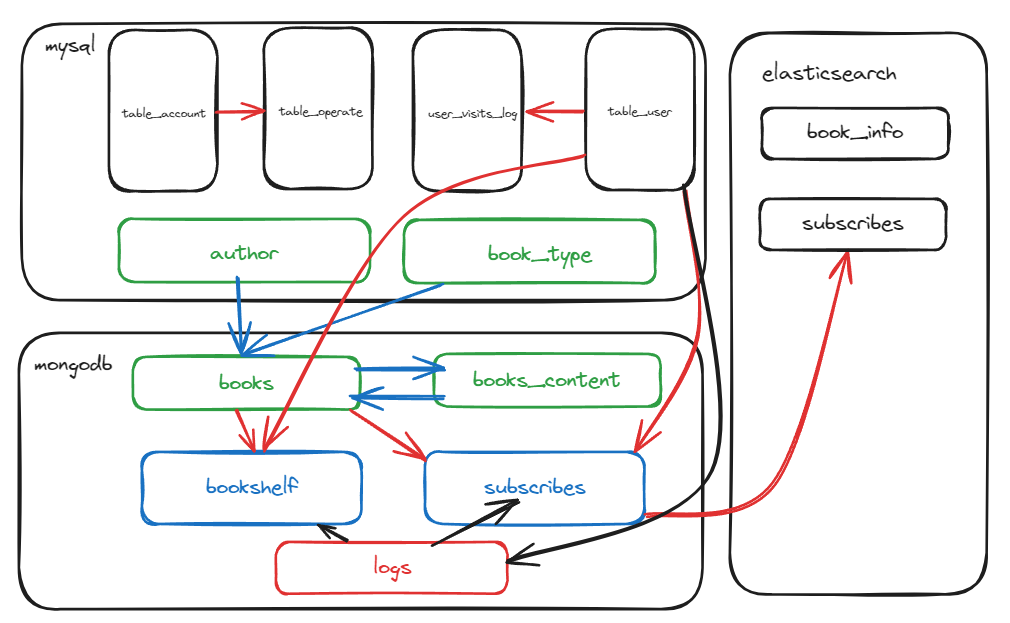 mysql
table_account
table_operate
user_visits_log
table_user
author
book_type
mongodb
books
books_content
bookshelf
subscribes
logs
elasticsearch
book_info
subscribes